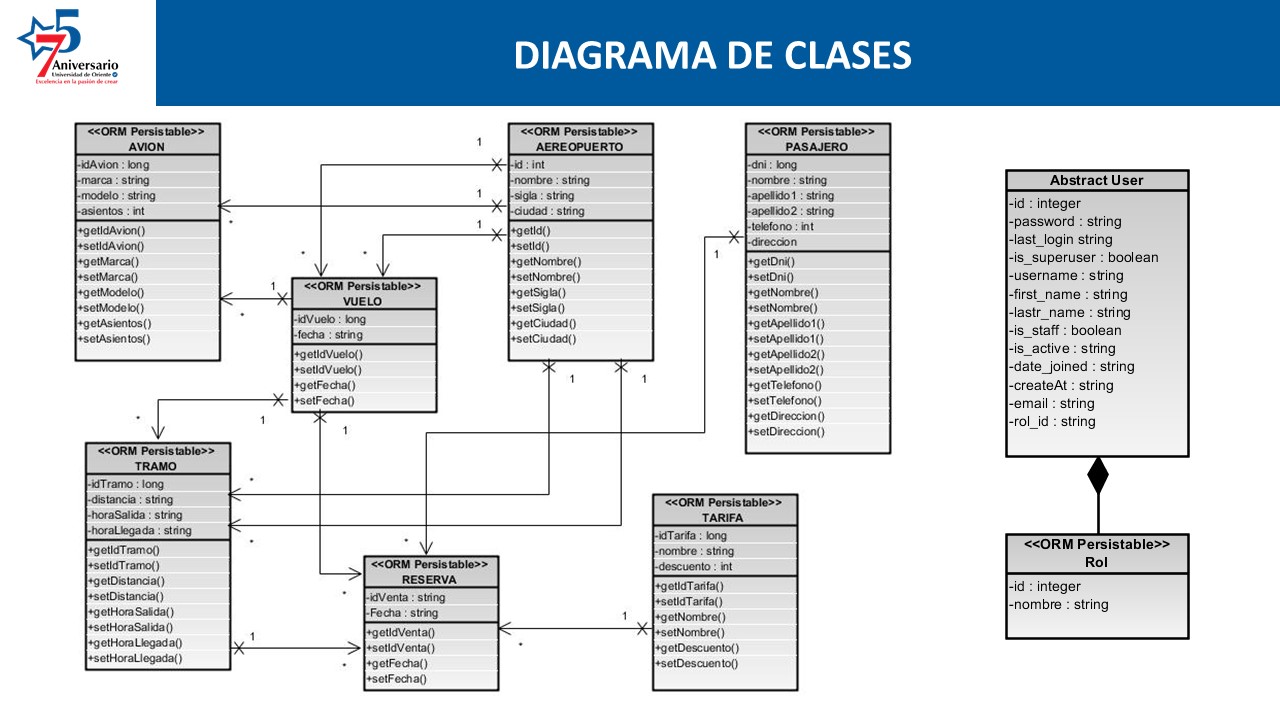 75
Aniversario
Universidad de Oriente
Excelencia en la pasión de crear
DIAGRAMA DE CLASES
<<ORM Persistable>>
AVION
-idAvion : long
-marca : string
-modelo : string
-asientos : int
+getIdAvion()
+setIdAvion()
+getMarca()
+setMarca()
+getModelo()
+setModelo()
+getAsientos()
+setAsientos()
1
1
*
1
*
*
<<ORM Persistable>>
AEREOPUERTO
-id : int
-nombre : string
-sigla : string
-ciudad : string
+getId()
+setId()
+getNombre()
+setNombre()
+getSigla()
+setSigla()
+getCiudad()
+setCiudad()
1
1
<<ORM Persistable>>
PASAJERO
-dni : long
-nombre : string
-apellido1 : string
-apellido2 : string
-telefono : int
-direccion
+getDni()
+setDni()
+getNombre()
+setNombre()
+getApellido1()
+setApellido1()
+getApellido2()
+setApellido2()
+getTelefono()
+setTelefono()
+getDireccion()
+setDireccion()
1
Abstract User
-id : integer
-password : string
-last_login string
-is_superuser : boolean
-username : string
-first_name : string
-lastr_name : string
-is_staff : boolean
-is_active : string
-date_joined : string
-createAt : string
-email : string
-rol_id : string
1
*
<<ORM Persistable>>
VUELO
-idVuelo : long
-fecha : string
+getIdVuelo()
+setIdVuelo()
+getFecha()
+setFecha()
*
1
1
<<ORM Persistable>>
TRAMO
-idTramo : long
-distancia : string
-horaSalida : string
-horaLlegada : string
+getIdTramo()
+setIdTramo()
+getDistancia()
+setDistancia()
+getHoraSalida()
+setHoraSalida()
+getHoraLlegada()
+setHoraLlegada()
*
*
1
*
*
*
<<ORM Persistable>>
RESERVA
-idVenta : string
-Fecha : string
+getIdVenta()
+setIdVenta()
+getFecha()
+setFecha()
1
*
<<ORM Persistable>>
TARIFA
-idTarifa : long
-nombre : string
-descuento : int
+getIdTarifa()
+setIdTarifa()
+getNombre()
+setNombre()
+getDescuento()
+setDescuento()
<<ORM Persistable>>
Rol
-id : integer
-nombre : string